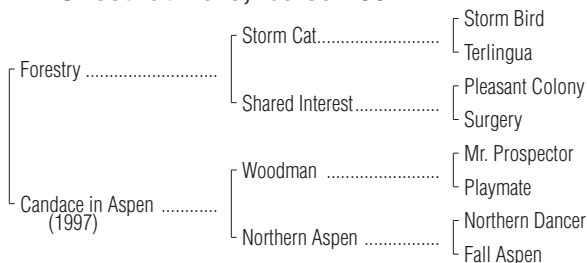 Storm Bird
Storm Cat........................................
Terlingua
Forestry ...........................
Pleasant Colony
Shared Interest...................
Surgery
Mr. Prospector
Woodman .........................
Playmate
Candace in Aspen .............
(1997)
Northern Dancer
Northern Aspen .................
Fall Aspen